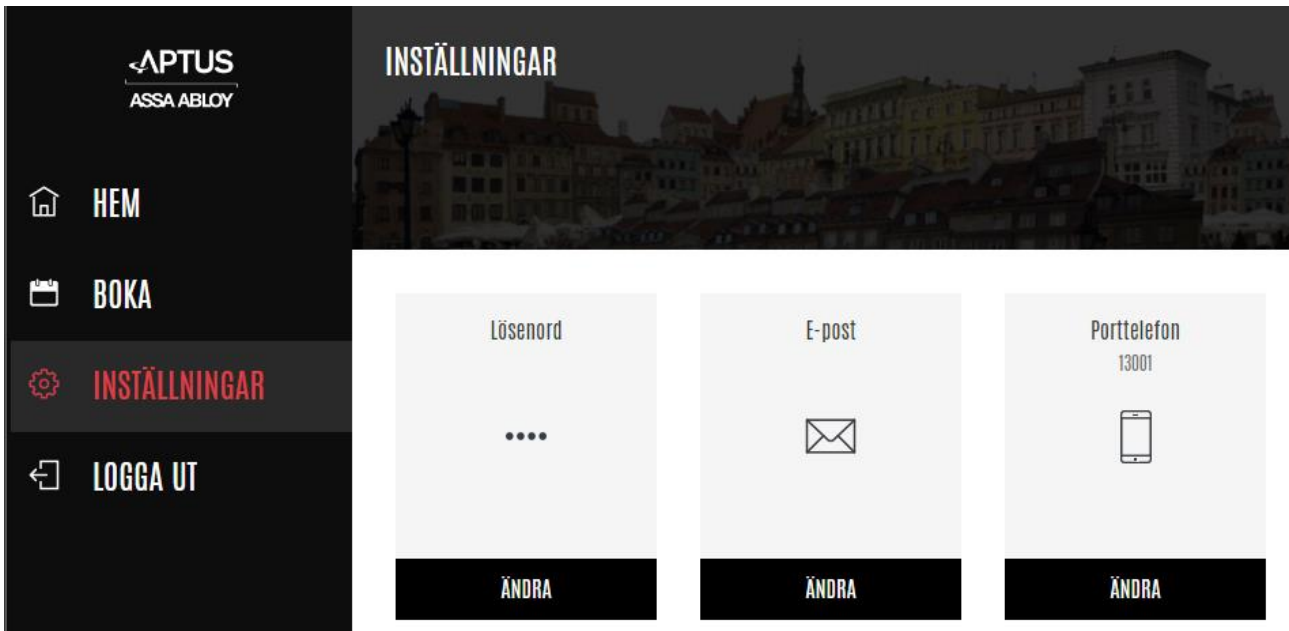 APTUS
ASSA ABLOY
HEM
BOKA
INSTÄLLNINGAR
LOGGA UT
INSTÄLLNINGAR
Lösenord
••••
ÄNDRA
E-post
ÄNDRA
Porttelefon
13001
ÄNDRA